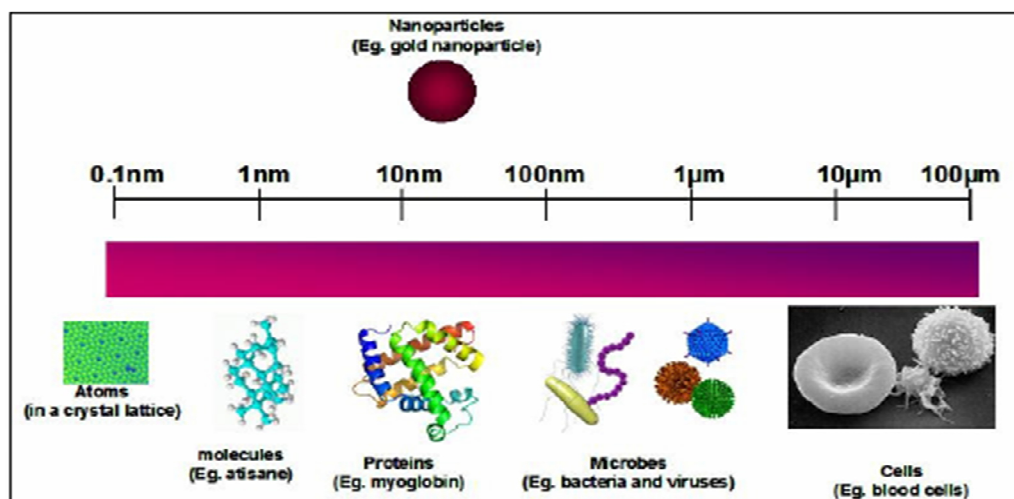 Nanoparticles
(Eg. gold nanoparticle)
0.1nm 1nm 10nm 100nm 1µm 10µm 100µm
Atoms
(in a crystal lattice)
molecules
(Eg. atisane)
Proteins
(Eg. myoglobin)
Microbes
(Eg. bacteria and viruses)
Cells
(Eg. blood cells)